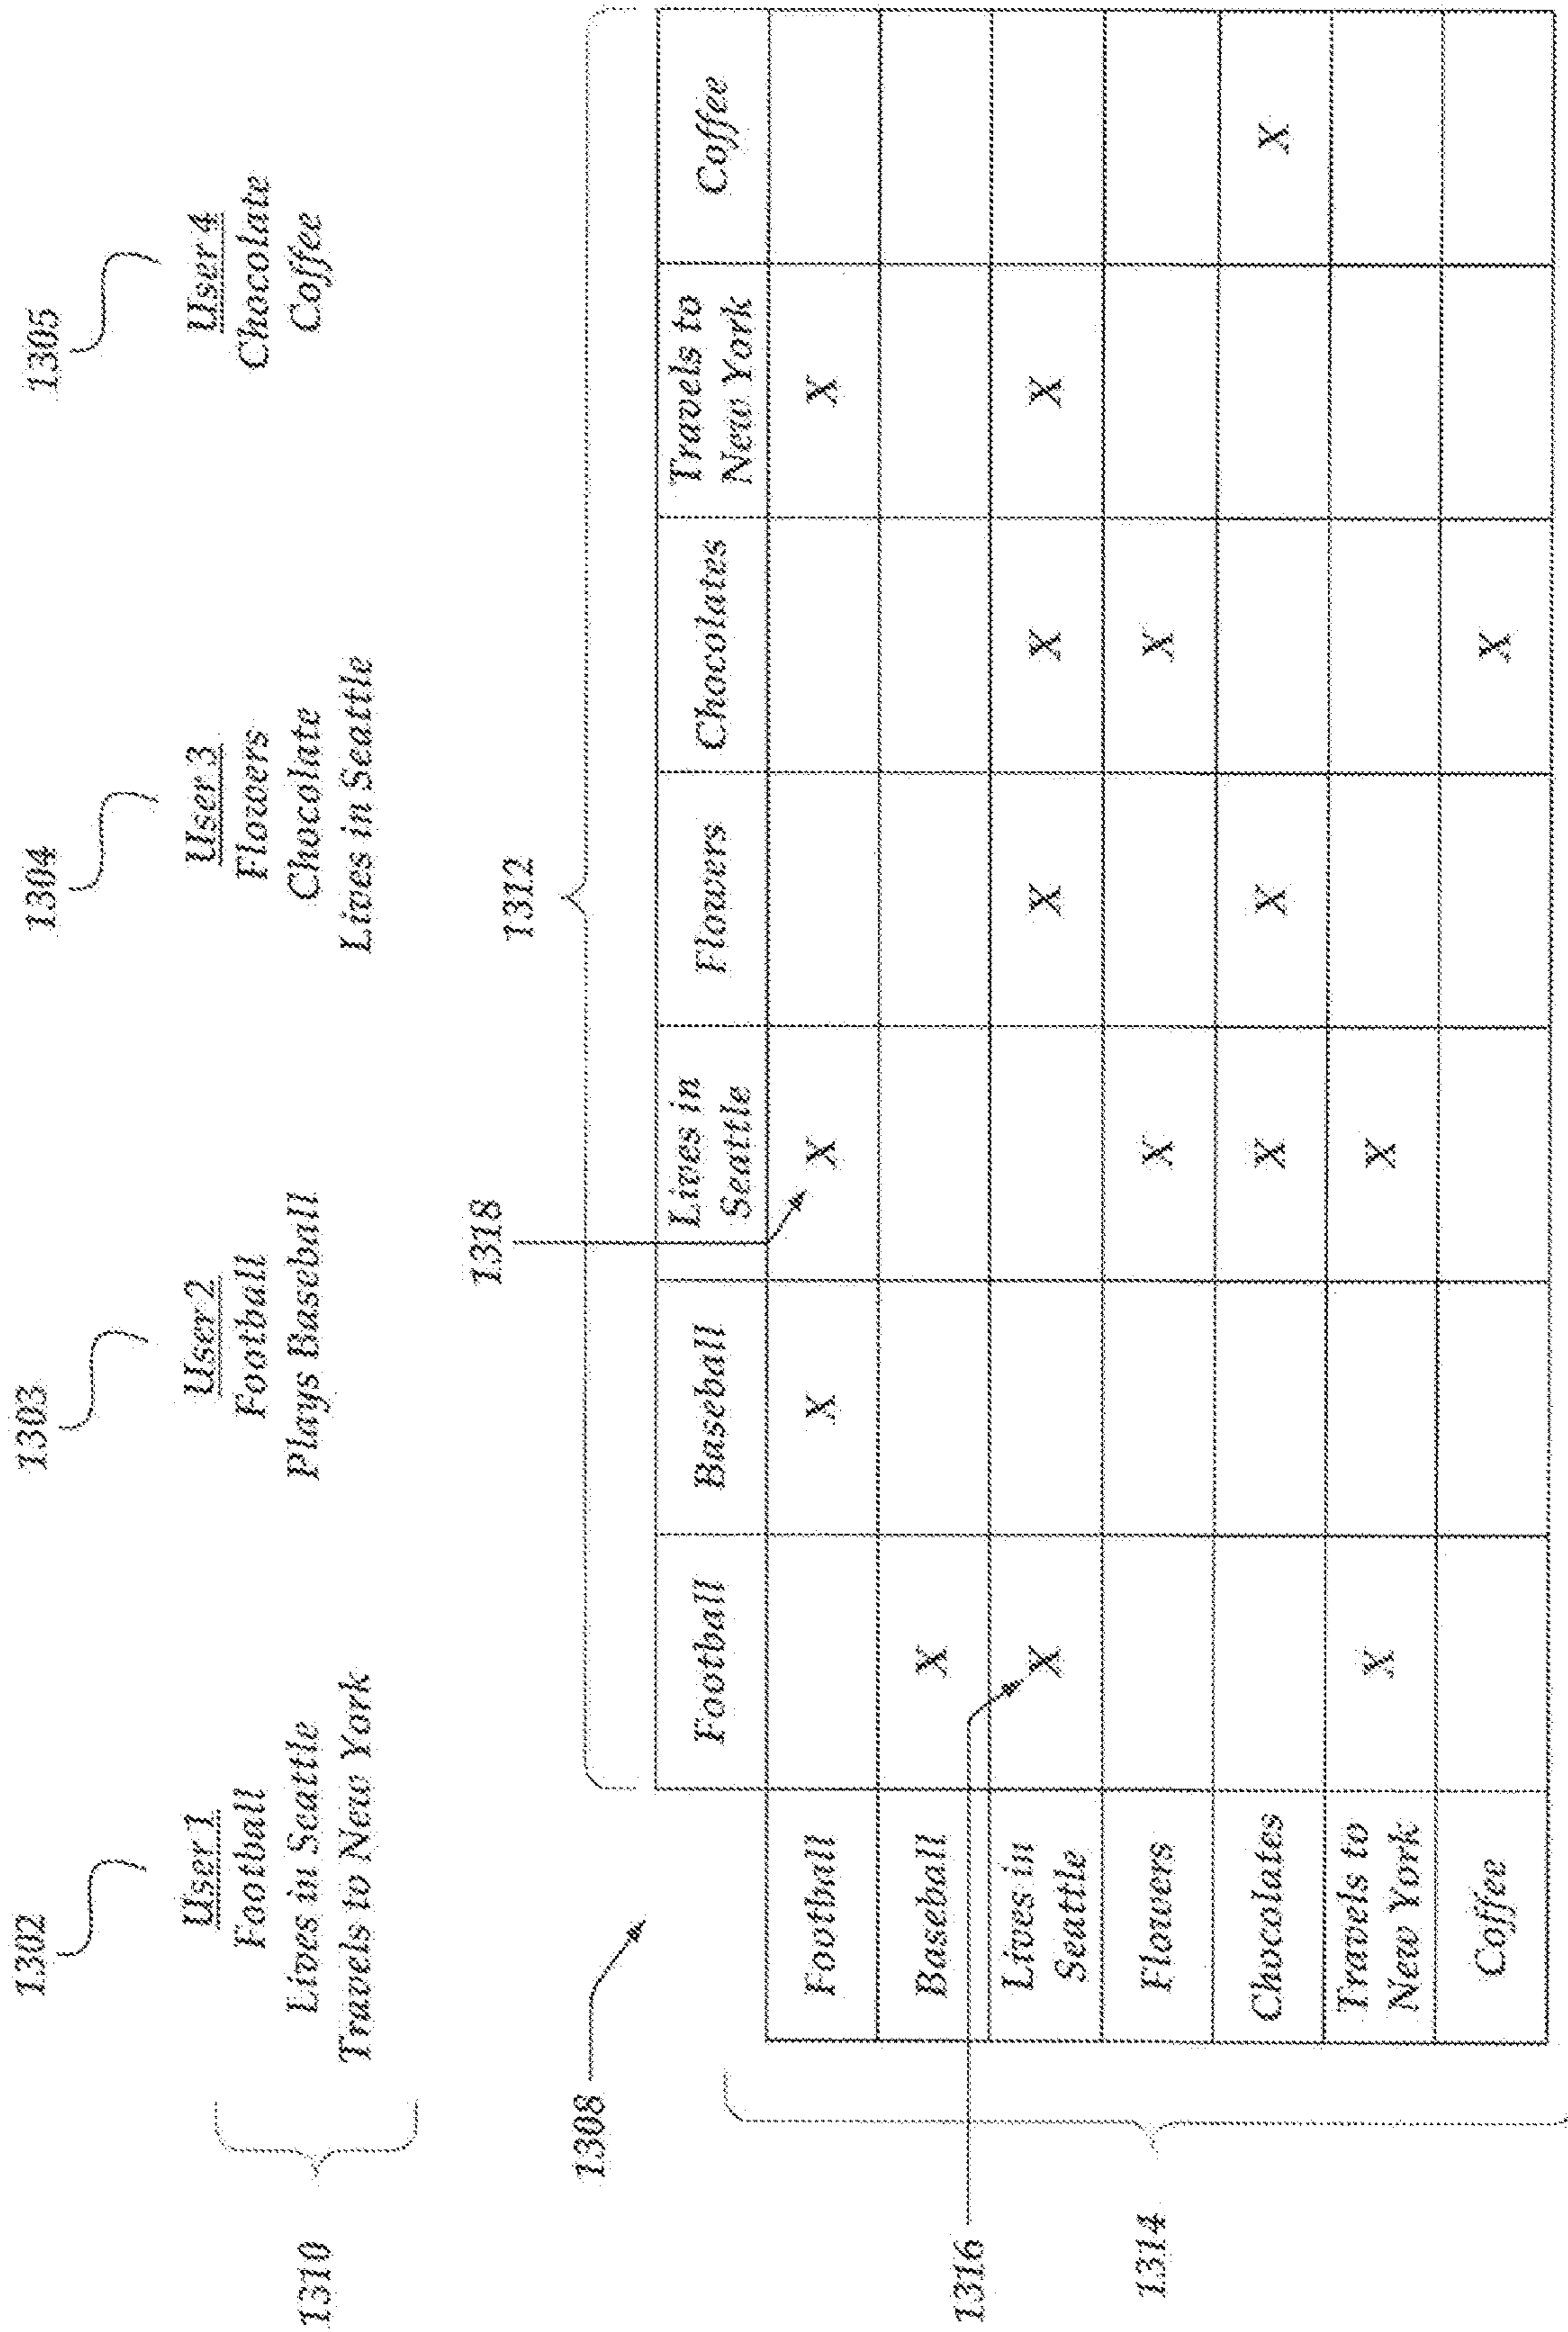 1302
1303
1304
1305
User 1
Football
Lives in Seattle
Travels to New York
User 2
Football
Plays Baseball
User 3
Flowers
Chocolate
Lives in Seattle
User 4
Chocolate
Coffee
1310
1308
1318
1312
Football
Baseball
Lives in
Seattle
Flowers
Chocolates
Travels to
New York
Coffee
Football
X
X
X
Baseball
X
Lives in
Seattle
X
X
X
X
Flowers
X
X
Chocolates
X
X
X
Travels to
New York
X
X
Coffee
X
1316
1314